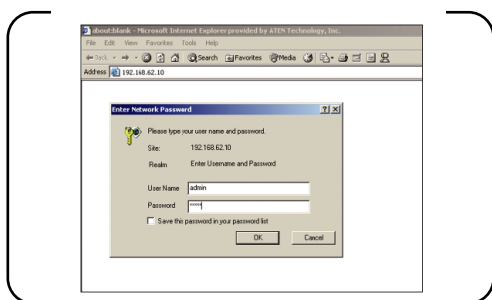 about:blank - Microsoft Internet Explorer provided by ATEN Technology, Inc.
File Edit View Favorites Tools Help
Back Search Favorites Media
Address 192.168.62.10
Enter Network Password
Please type your user name and password.
Site: 192.168.62.10
Realm Enter Username and Password
User Name admin
Password *****
Save this password in your password list
OK Cancel